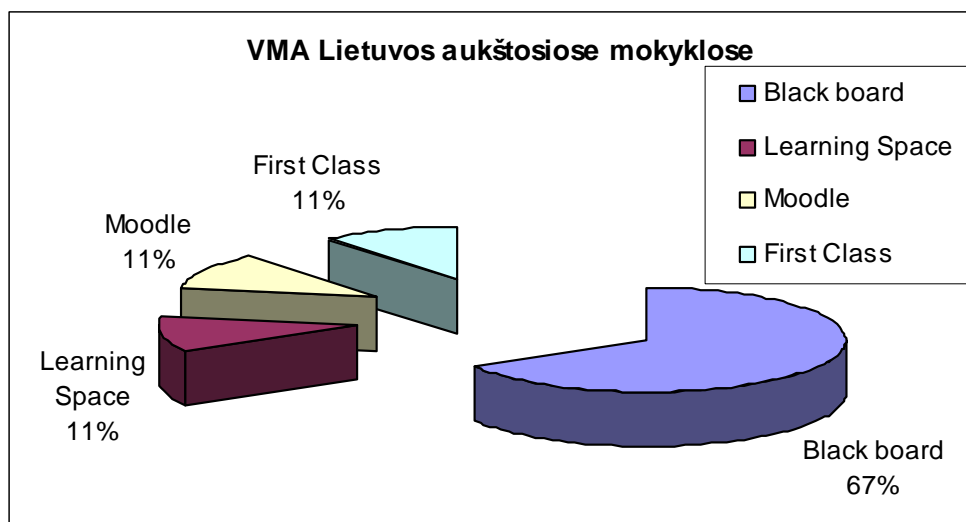 VMA Lietuvos aukštosiose mokyklose
Black board
Learning Space
Moodle
First Class
First Class
11%
Moodle
11%
Learning
Space
11%
Black board
67%